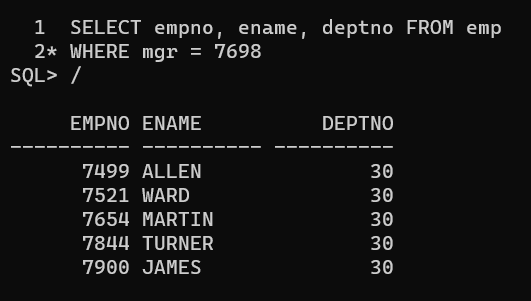 1  SELECT empno, ename, deptno FROM emp
2* WHERE mgr = 7698
SQL> /
EMPNO ENAME          DEPTNO
---------- ---------- ----------
7499 ALLEN              30
7521 WARD               30
7654 MARTIN             30
7844 TURNER             30
7900 JAMES              30